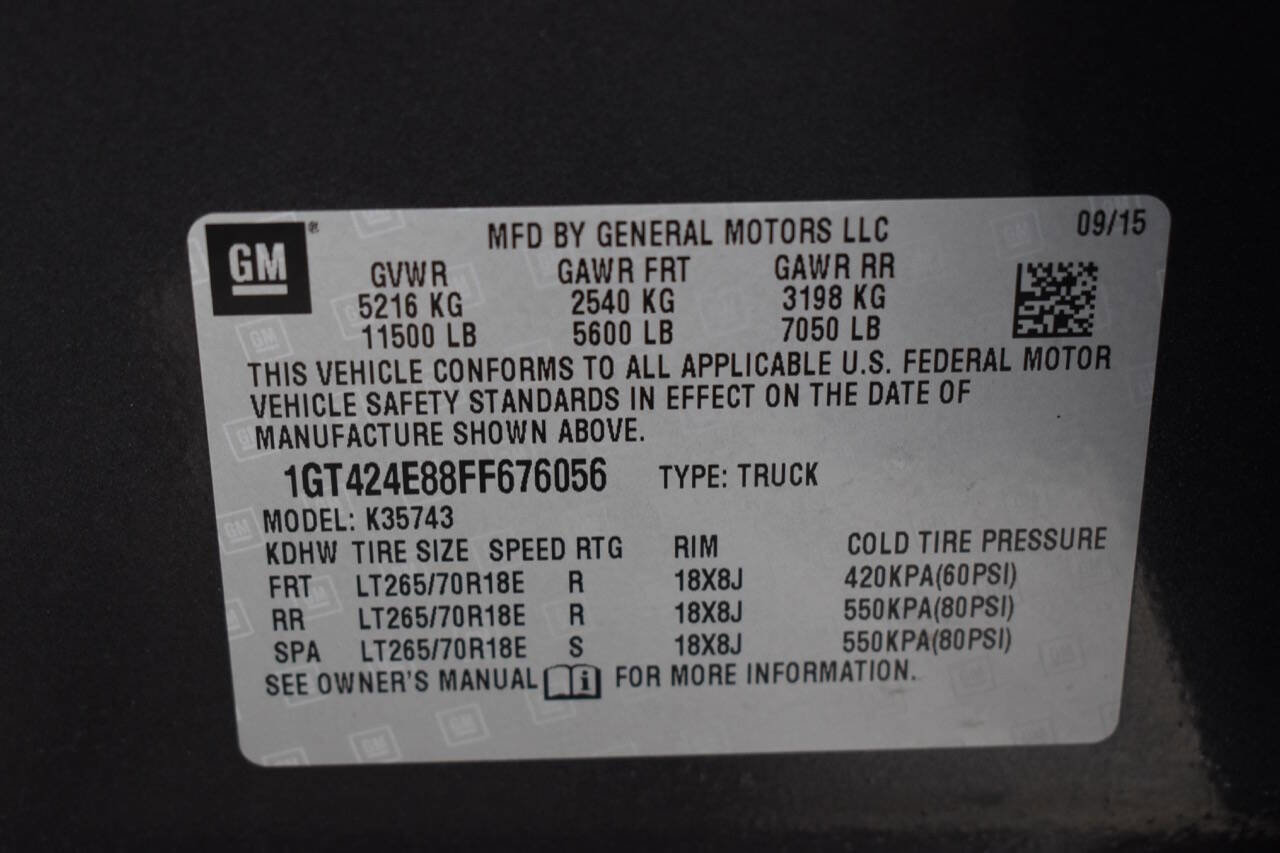 GM® MFD BY GENERAL MOTORS LLC 09/15
GVWR GAWR FRT GAWR RR
5216 KG 2540 KG 3198 KG
11500 LB 5600 LB 7050 LB
THIS VEHICLE CONFORMS TO ALL APPLICABLE U.S. FEDERAL MOTOR
VEHICLE SAFETY STANDARDS IN EFFECT ON THE DATE OF
MANUFACTURE SHOWN ABOVE.
1GT424E88FF676056 TYPE: TRUCK
MODEL: K35743
KDHW TIRE SIZE SPEED RTG RIM COLD TIRE PRESSURE
FRT LT265/70R18E R 18X8J 420KPA(60PSI)
RR LT265/70R18E R 18X8J 550KPA(80PSI)
SPA LT265/70R18E S 18X8J 550KPA(80PSI)
SEE OWNER'S MANUAL i FOR MORE INFORMATION.